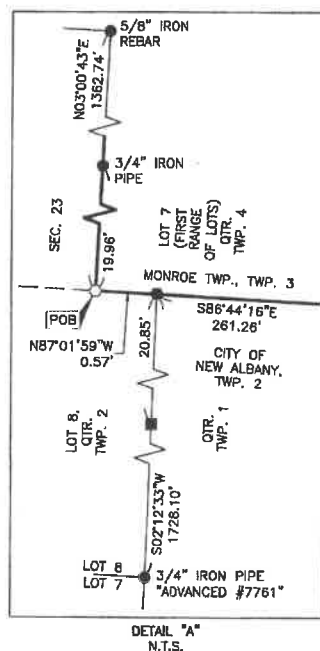 5/8" IRON
REBAR
N03°00'43"E
1362.74'
3/4" IRON
PIPE
SEC. 23
LOT 7
(FIRST
RANGE
OF LOTS)
QTR.
TWP. 4
19.96'
MONROE TWP., TWP. 3
POB
S86°44'16"E
261.26'
N87°01'59"W
0.57'
20.85'
CITY OF
NEW ALBANY,
TWP. 2
LOT 8,
QTR.
TWP. 2
QTR.
TWP. 1
S02°12'33"W
1728.10'
LOT 8
LOT 7
3/4" IRON PIPE
"ADVANCED #7761"
DETAIL "A"
N.T.S.